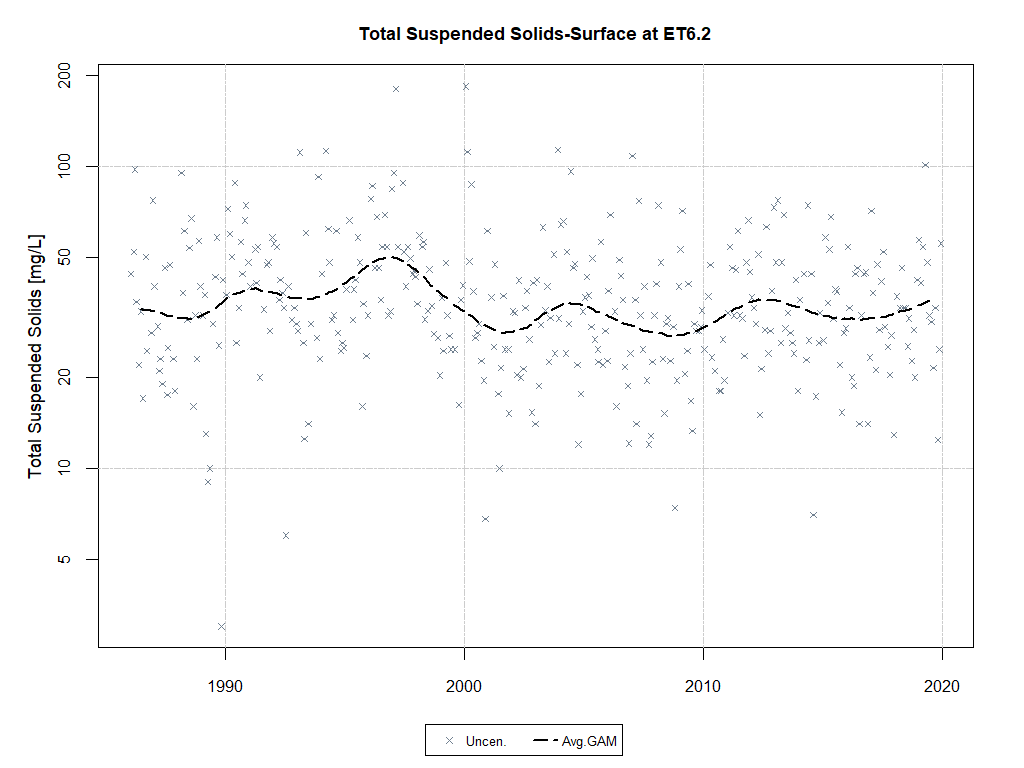 Total Suspended Solids-Surface at ET6.2
Total Suspended Solids [mg/L]
200
100
50
20
10
5
1990 2000 2010 2020
Uncen. Avg.GAM